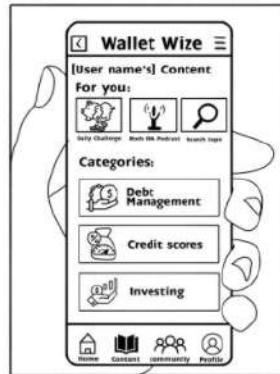 Wallet Wize
[User name's] Content
For you:
Daily Challenge
Search
Categories:
Debt
Management
Credit scores
Investing
Home
Content
community
Profile